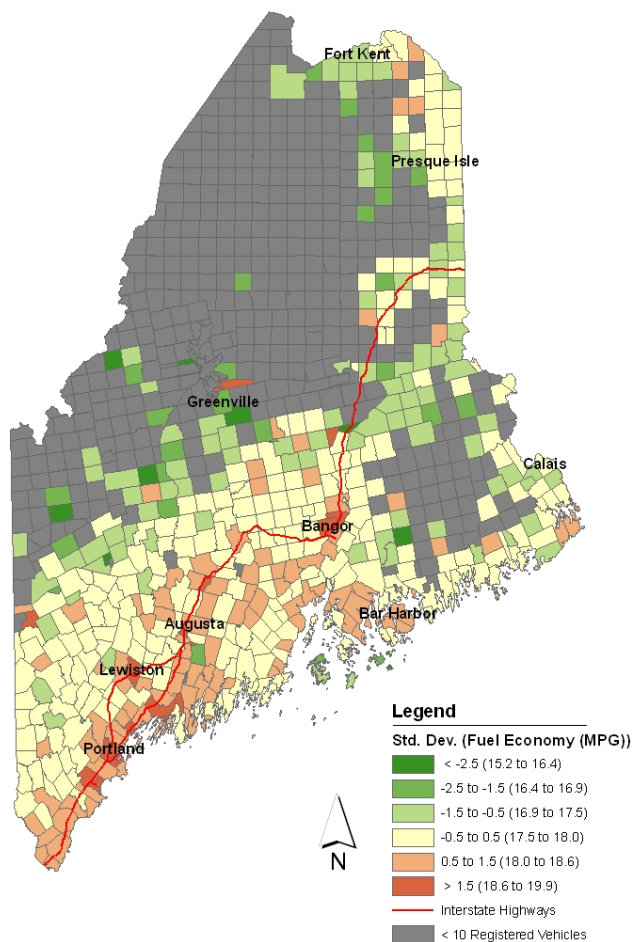 Fort Kent
Presque Isle
Greenville
Calais
Bangor
Bar Harbor
Augusta
Lewiston
Portland
N
Legend
Std. Dev. (Fuel Economy (MPG))
< -2.5 (15.2 to 16.4)
-2.5 to -1.5 (16.4 to 16.9)
-1.5 to -0.5 (16.9 to 17.5)
-0.5 to 0.5 (17.5 to 18.0)
0.5 to 1.5 (18.0 to 18.6)
> 1.5 (18.6 to 19.9)
Interstate Highways
< 10 Registered Vehicles